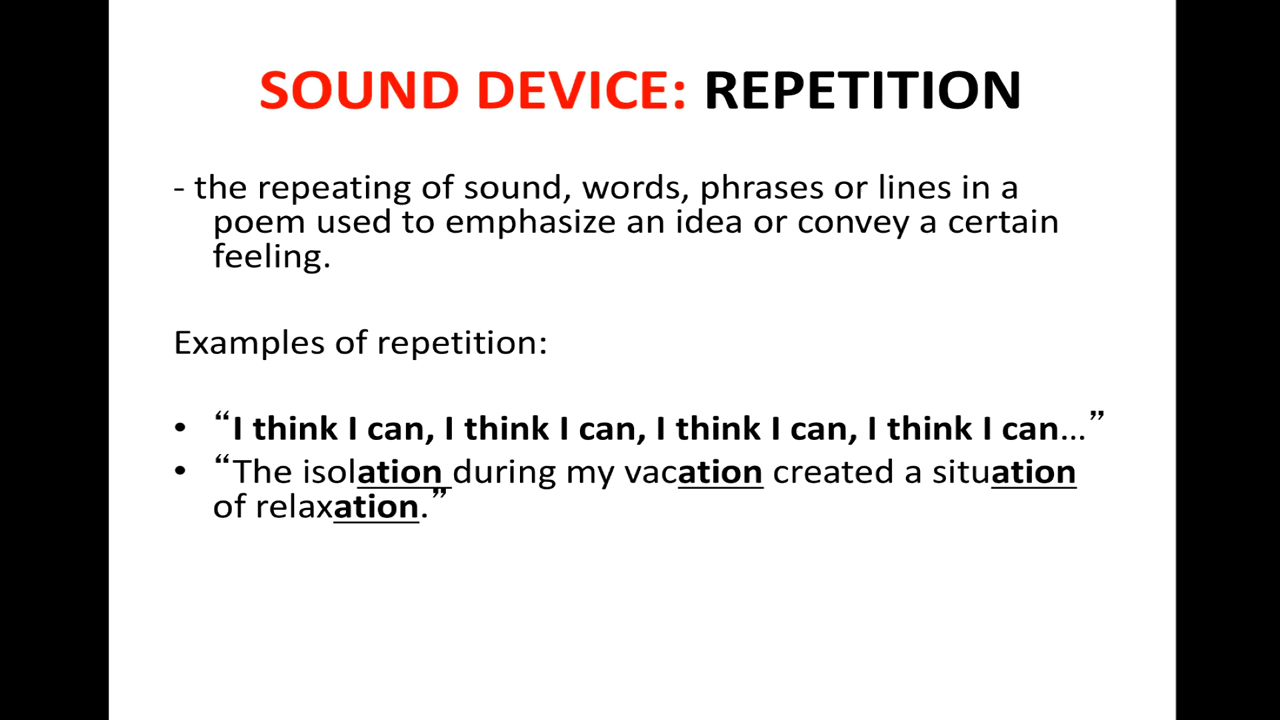 SOUND DEVICE: REPETITION
- the repeating of sound, words, phrases or lines in a
poem used to emphasize an idea or convey a certain
feeling.
Examples of repetition:
• “I think I can, I think I can, I think I can, I think I can…”
• “The isolation during my vacation created a situation
of relaxation.”